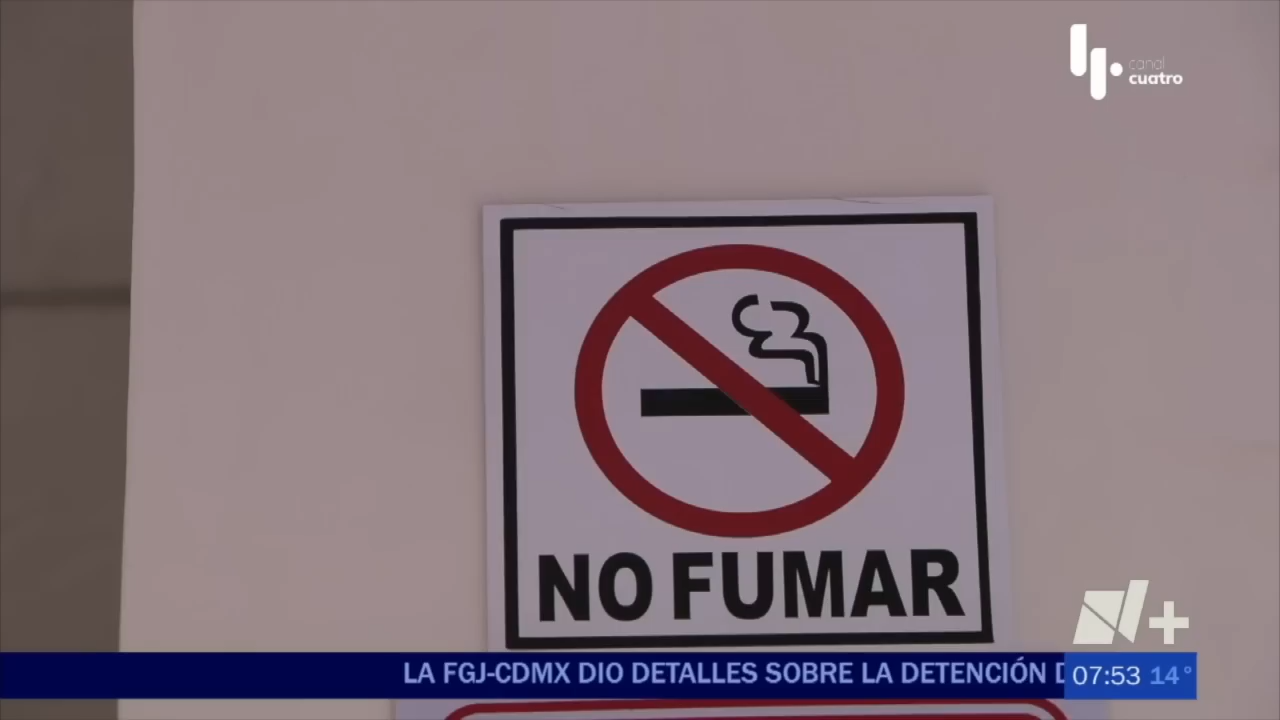 canal
cuatro
NO FUMAR
N+
LA FGJ-CDMX DIO DETALLES SOBRE LA DETENCIÓN
07:53 14°